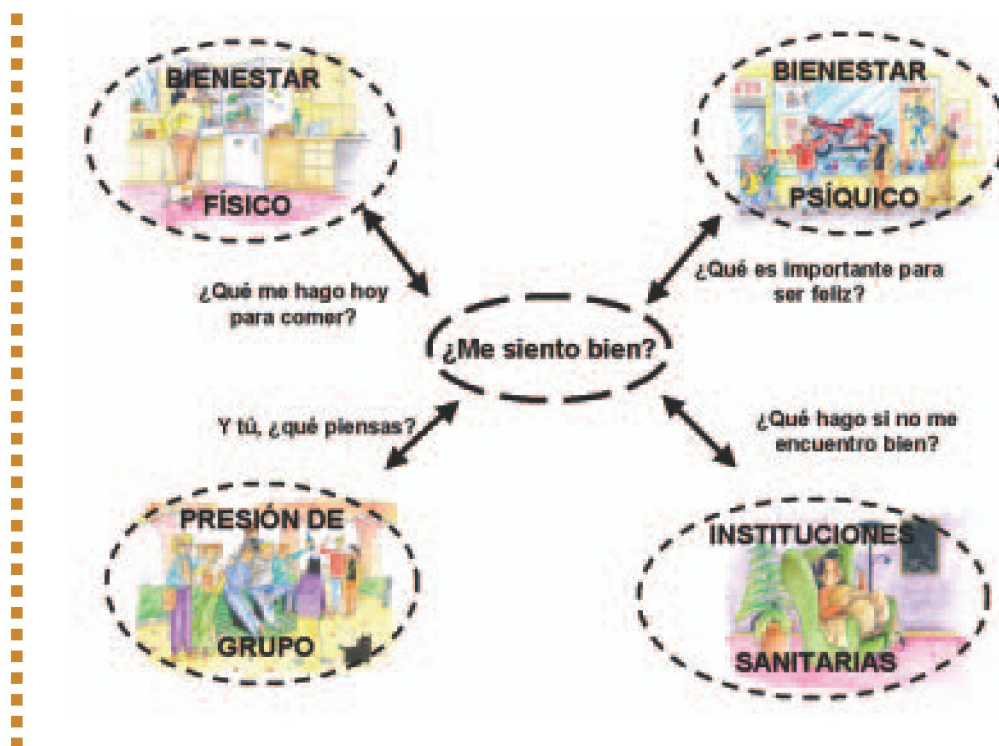 BIENESTAR
FÍSICO
BIENESTAR
PSÍQUICO
¿Qué me hago hoy
para comer?
¿Qué es importante para
ser feliz?
¿Me siento bien?
Y tú, ¿qué piensas?
¿Qué hago si no me
encuentro bien?
PRESIÓN DE
GRUPO
INSTITUCIONES
SANITARIAS